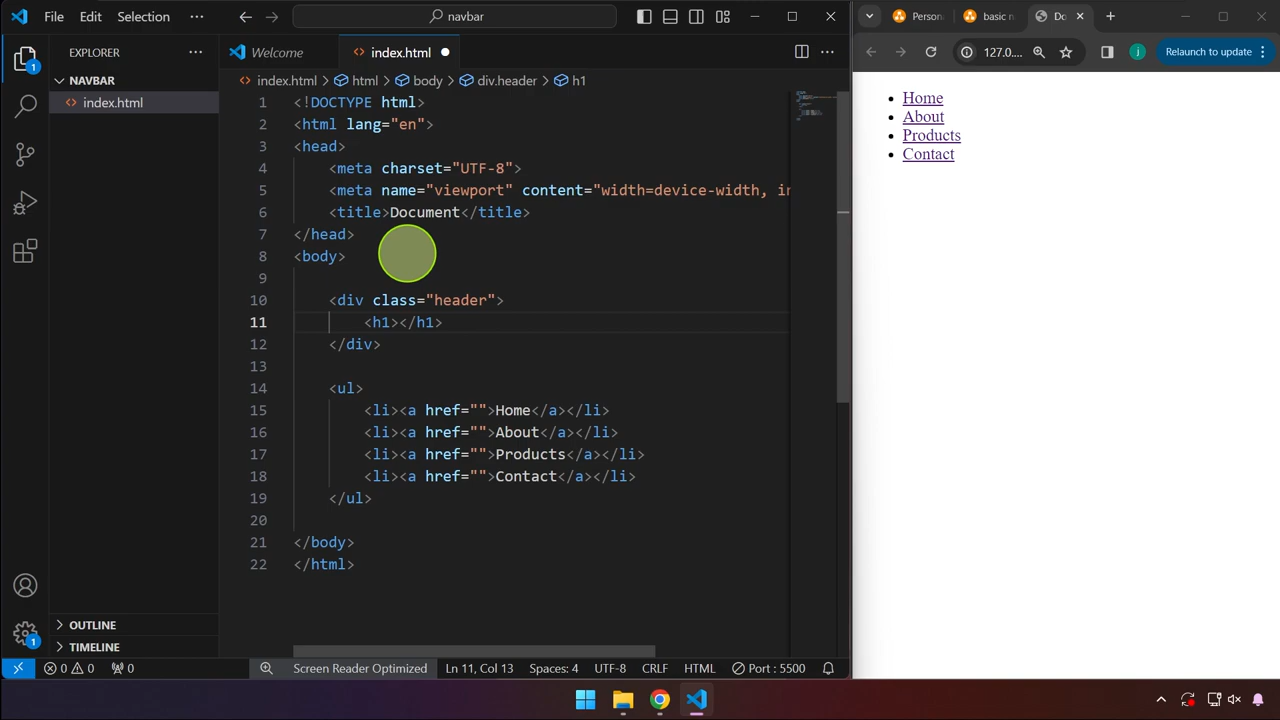 File Edit Selection ··· navbar
Persona basic n Do
127.0.... j Relaunch to update
EXPLORER ···
Welcome index.html
NAVBAR
index.html
index.html > html > body > div.header > h1
1 <!DOCTYPE html>
2 <html lang="en">
3 <head>
4 <meta charset="UTF-8">
5 <meta name="viewport" content="width=device-width, in
6 <title>Document</title>
7 </head>
8 <body>
9
10 <div class="header">
11 <h1></h1>
12 </div>
13
14 <ul>
15 <li><a href="">Home</a></li>
16 <li><a href="">About</a></li>
17 <li><a href="">Products</a></li>
18 <li><a href="">Contact</a></li>
19 </ul>
20
21 </body>
22 </html>
Home
About
Products
Contact
1
1
OUTLINE
TIMELINE
0 0 0 Screen Reader Optimized Ln 11, Col 13 Spaces: 4 UTF-8 CRLF HTML Port : 5500